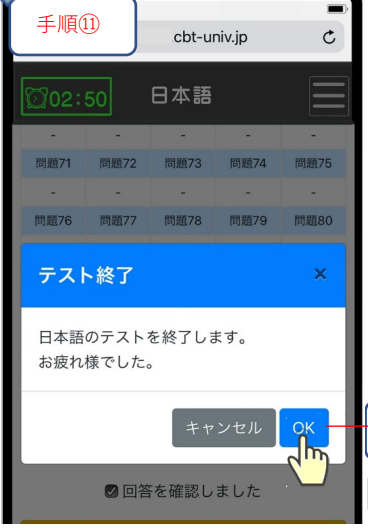 手順⑪
cbt-univ.jp
02:50 日本語
- - - - -
問題71 問題72 問題73 問題74 問題75
- - - - -
問題76 問題77 問題78 問題79 問題80
テスト終了 ×
日本語のテストを終了します。
お疲れ様でした。
キャンセル OK
回答を確認しました